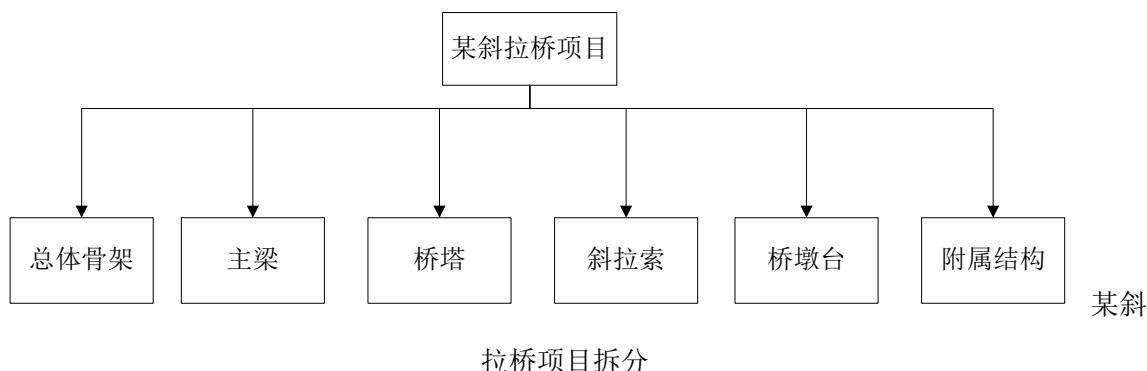 某斜拉桥项目
总体骨架
主梁
桥塔
斜拉索
桥墩台
附属结构
某斜
拉桥项目拆分